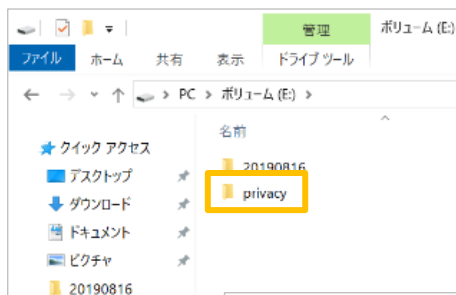 管理
ボリューム (E:)
ファイル
ホーム
共有
表示
ドライブ ツール
PC
ボリューム (E:)
名前
クイック アクセス
デスクトップ
ダウンロード
ドキュメント
ピクチャ
20190816
20190816
privacy